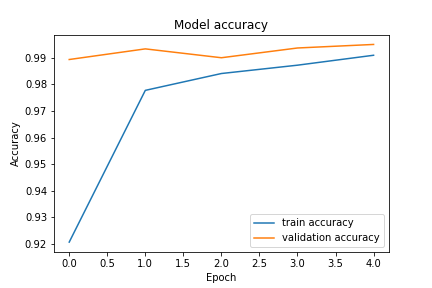 Model accuracy
Accuracy
0.99
0.98
0.97
0.96
0.95
0.94
0.93
0.92
0.0 0.5 1.0 1.5 2.0 2.5 3.0 3.5 4.0
Epoch
train accuracy
validation accuracy